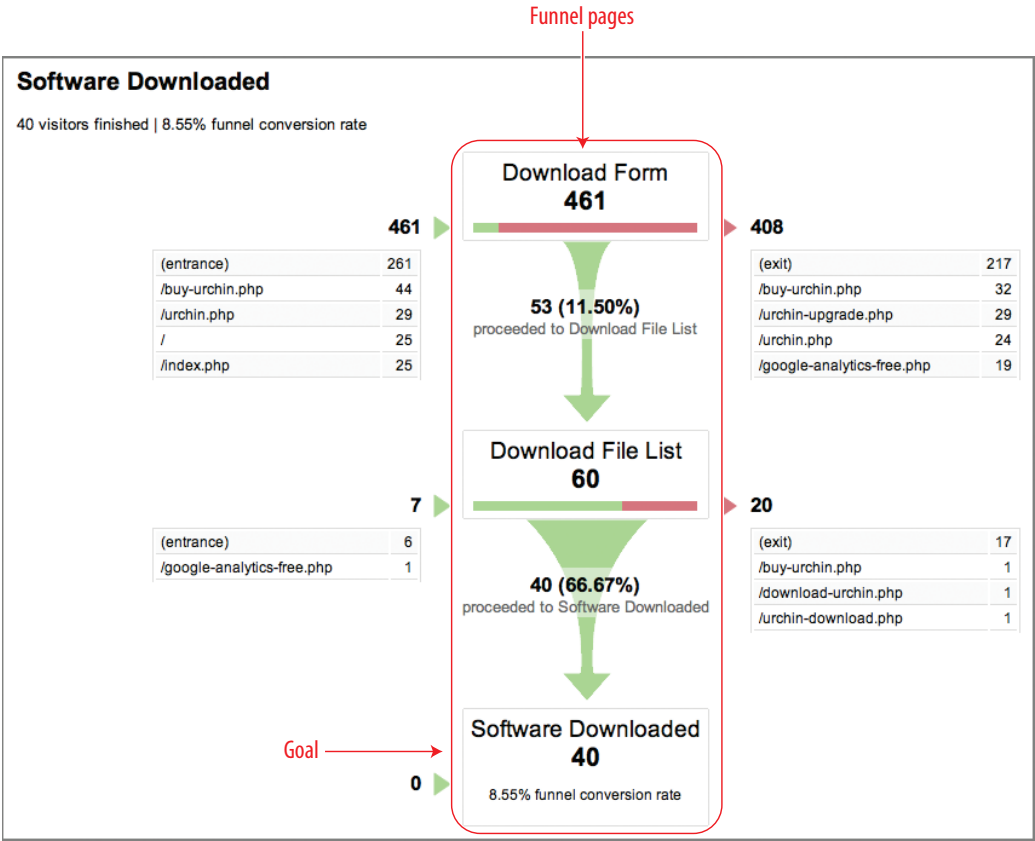 Funnel pages
Software Downloaded
40 visitors finished | 8.55% funnel conversion rate
Download Form
461
461
408
(entrance) 261
/buy-urchin.php 44
/urchin.php 29
/ 25
/index.php 25
(exit) 217
/buy-urchin.php 32
/urchin-upgrade.php 29
/urchin.php 24
/google-analytics-free.php 19
53 (11.50%)
proceeded to Download File List
Download File List
60
7
20
(entrance) 6
/google-analytics-free.php 1
(exit) 17
/buy-urchin.php 1
/download-urchin.php 1
/urchin-download.php 1
40 (66.67%)
proceeded to Software Downloaded
Software Downloaded
40
Goal
0
8.55% funnel conversion rate